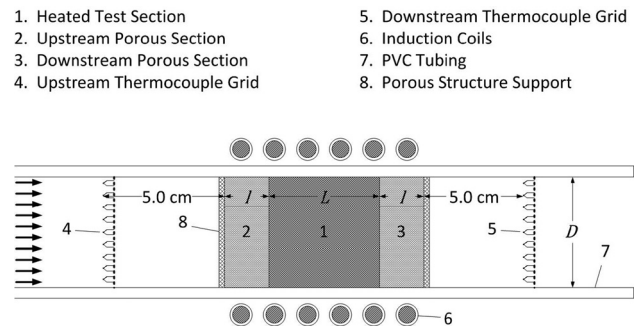 1. Heated Test Section
2. Upstream Porous Section
3. Downstream Porous Section
4. Upstream Thermocouple Grid
5. Downstream Thermocouple Grid
6. Induction Coils
7. PVC Tubing
8. Porous Structure Support
5.0 cm l L l 5.0 cm
4 8 2 1 3 5 D
7
6